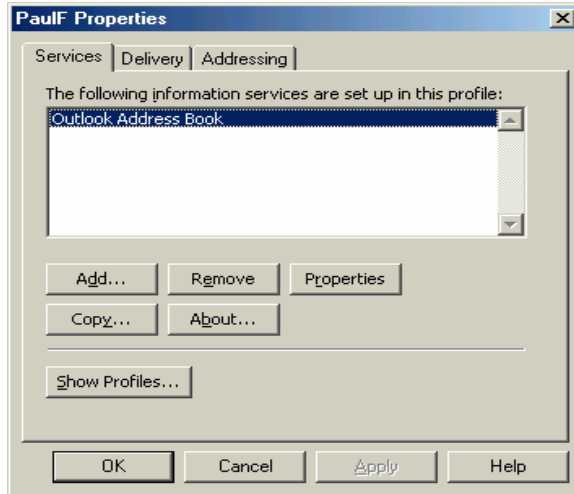 PaulF Properties
Services Delivery Addressing
The following information services are set up in this profile:
Outlook Address Book
Add... Remove Properties
Copy... About...
Show Profiles...
OK Cancel Apply Help